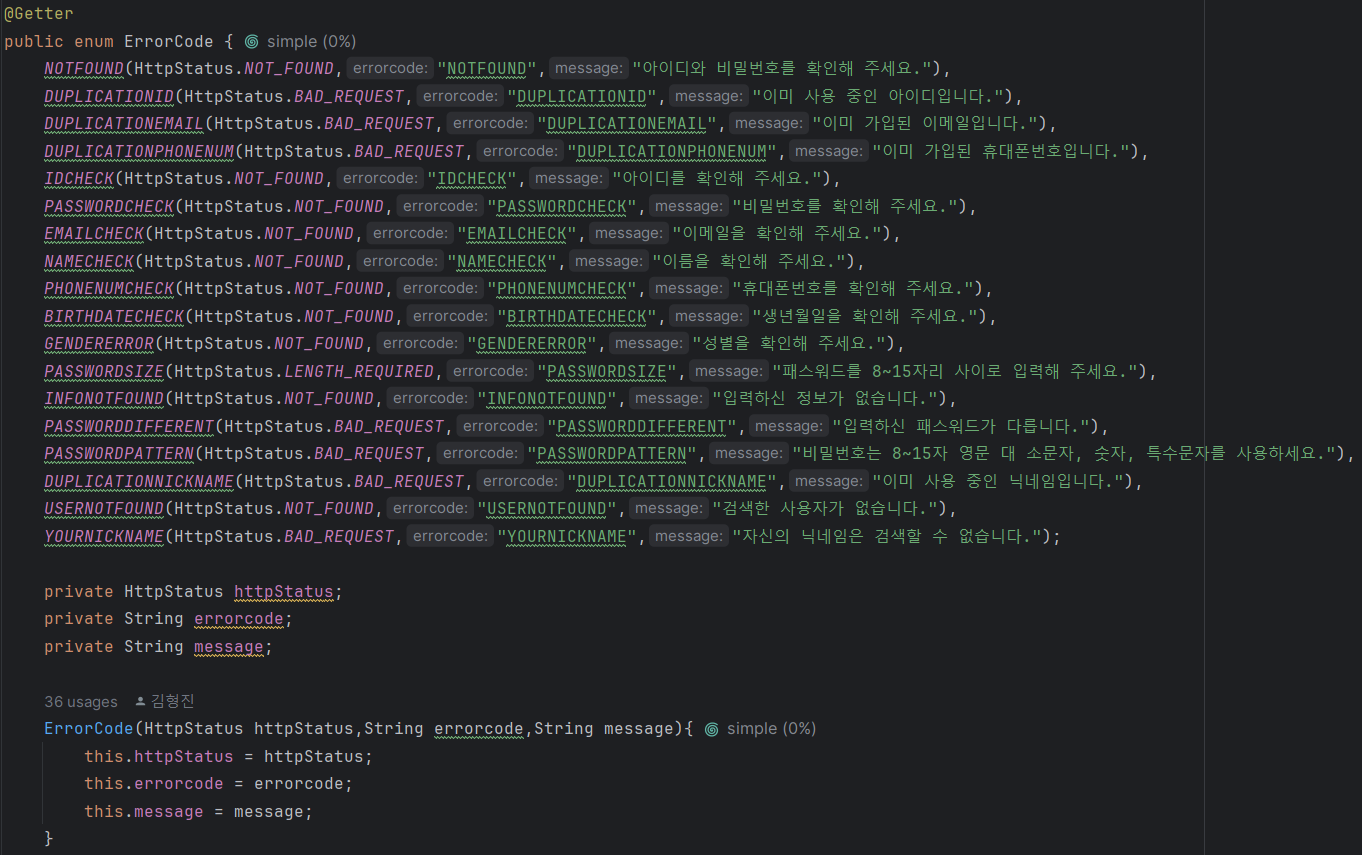 @Getter
public enum ErrorCode { simple (0%)
NOTFOUND(HttpStatus.NOT_FOUND, errorcode: "NOTFOUND", message: "아이디와 비밀번호를 확인해 주세요."),
DUPLICATIONID(HttpStatus.BAD_REQUEST, errorcode: "DUPLICATIONID", message: "이미 사용 중인 아이디입니다."),
DUPLICATIONEMAIL(HttpStatus.BAD_REQUEST, errorcode: "DUPLICATIONEMAIL", message: "이미 가입된 이메일입니다."),
DUPLICATIONPHONENUM(HttpStatus.BAD_REQUEST, errorcode: "DUPLICATIONPHONENUM", message: "이미 가입된 휴대폰번호입니다."),
IDCHECK(HttpStatus.NOT_FOUND, errorcode: "IDCHECK", message: "아이디를 확인해 주세요."),
PASSWORDCHECK(HttpStatus.NOT_FOUND, errorcode: "PASSWORDCHECK", message: "비밀번호를 확인해 주세요."),
EMAILCHECK(HttpStatus.NOT_FOUND, errorcode: "EMAILCHECK", message: "이메일을 확인해 주세요."),
NAMECHECK(HttpStatus.NOT_FOUND, errorcode: "NAMECHECK", message: "이름을 확인해 주세요."),
PHONENUMCHECK(HttpStatus.NOT_FOUND, errorcode: "PHONENUMCHECK", message: "휴대폰번호를 확인해 주세요."),
BIRTHDATECHECK(HttpStatus.NOT_FOUND, errorcode: "BIRTHDATECHECK", message: "생년월일을 확인해 주세요."),
GENDERERROR(HttpStatus.NOT_FOUND, errorcode: "GENDERERROR", message: "성별을 확인해 주세요."),
PASSWORDSIZE(HttpStatus.LENGTH_REQUIRED, errorcode: "PASSWORDSIZE", message: "패스워드를 8~15자리 사이로 입력해 주세요."),
INFONOTFOUND(HttpStatus.NOT_FOUND, errorcode: "INFONOTFOUND", message: "입력하신 정보가 없습니다."),
PASSWORDDIFFERENT(HttpStatus.BAD_REQUEST, errorcode: "PASSWORDDIFFERENT", message: "입력하신 패스워드가 다릅니다."),
PASSWORDPATTERN(HttpStatus.BAD_REQUEST, errorcode: "PASSWORDPATTERN", message: "비밀번호는 8~15자 영문 대 소문자, 숫자, 특수문자를 사용하세요."),
DUPLICATIONNICKNAME(HttpStatus.BAD_REQUEST, errorcode: "DUPLICATIONNICKNAME", message: "이미 사용 중인 닉네임입니다."),
USERNOTFOUND(HttpStatus.NOT_FOUND, errorcode: "USERNOTFOUND", message: "검색한 사용자가 없습니다."),
YOURNICKNAME(HttpStatus.BAD_REQUEST, errorcode: "YOURNICKNAME", message: "자신의 닉네임은 검색할 수 없습니다.");
private HttpStatus httpStatus;
private String errorcode;
private String message;
36 usages 김형진
ErrorCode(HttpStatus httpStatus,String errorcode,String message){ simple (0%)
this.httpStatus = httpStatus;
this.errorcode = errorcode;
this.message = message;
}